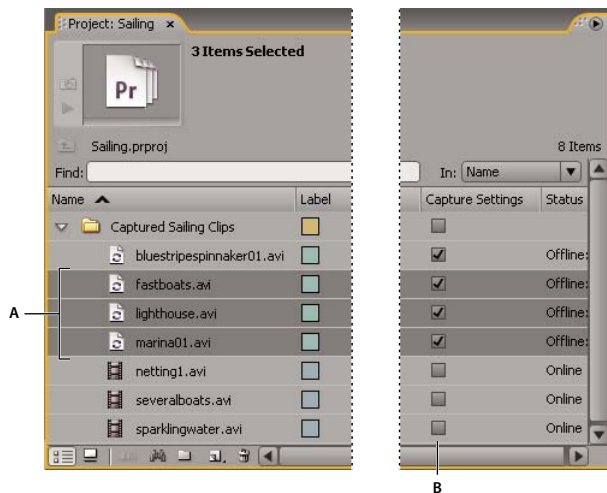 Project: Sailing ×
3 Items Selected
Pr
Sailing.prproj
8 Items
Find:
In: Name
Name
Label
Capture Settings
Status
Captured Sailing Clips
bluestripespinnaker01.avi
Offline:
fastboats.avi
Offline:
A
lighthouse.avi
Offline:
marina01.avi
Offline:
netting1.avi
Online
severalboats.avi
Online
sparklingwater.avi
Online
B